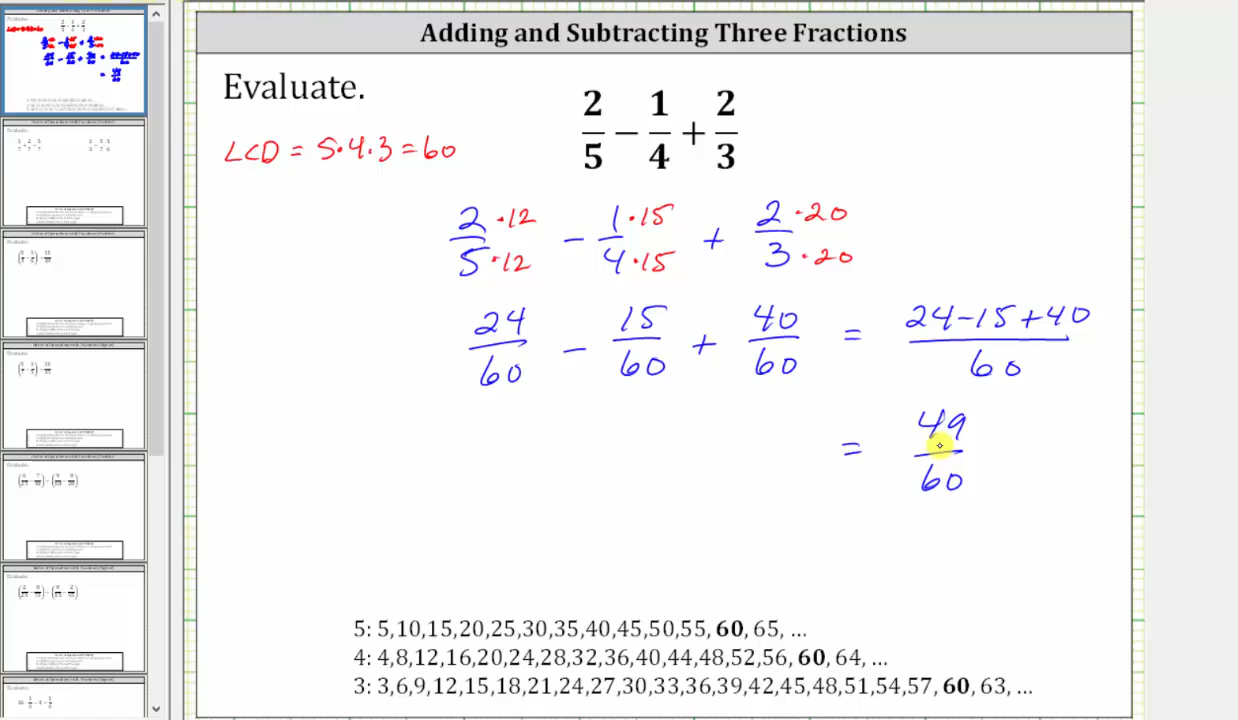 Adding and Subtracting Three Fractions
Evaluate.
2/5 − 1/4 + 2/3
LCD = 5·4·3 = 60
2·12/5·12 − 1·15/4·15 + 2·20/3·20
24/60 − 15/60 + 40/60 = 24−15+40/60
= 49/60
5: 5,10,15,20,25,30,35,40,45,50,55, 60, 65, ...
4: 4,8,12,16,20,24,28,32,36,40,44,48,52,56, 60, 64, ...
3: 3,6,9,12,15,18,21,24,27,30,33,36,39,42,45,48,51,54,57, 60, 63, ...